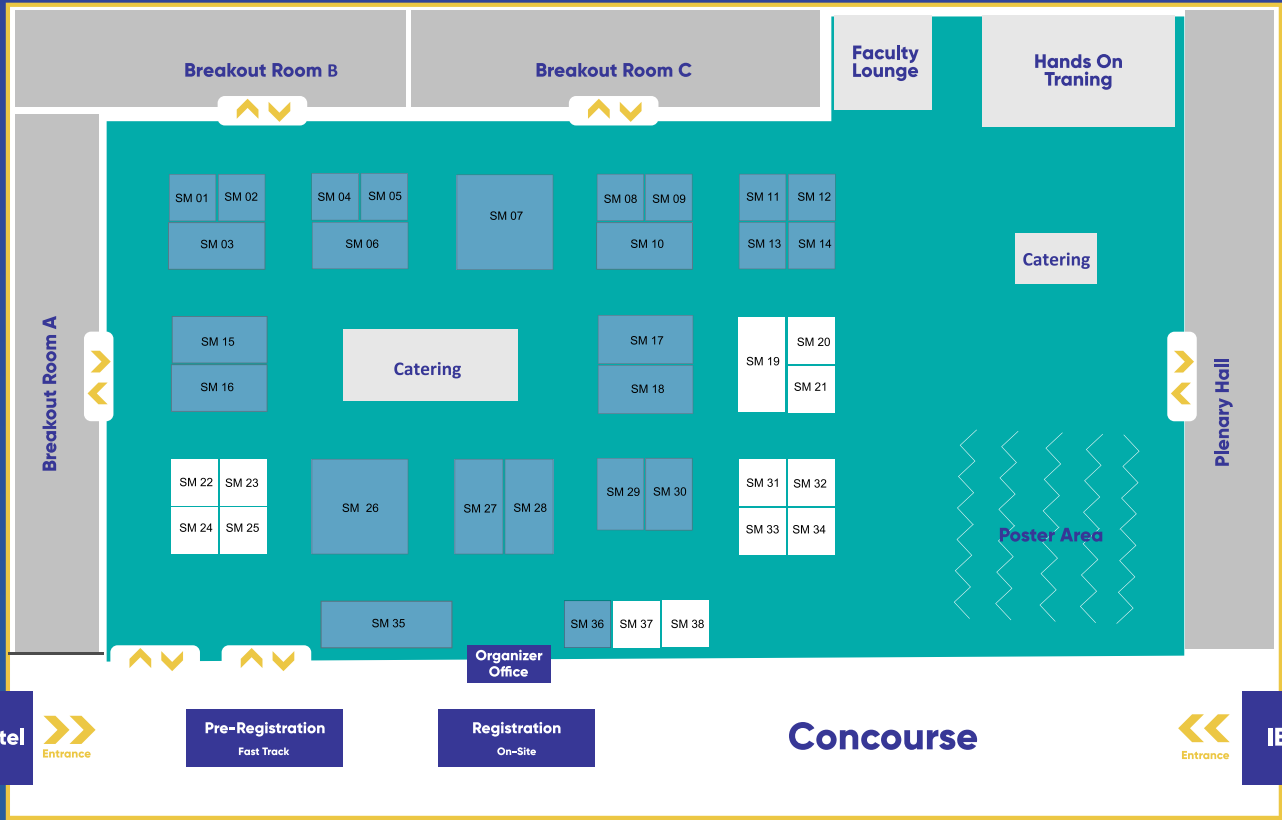 Breakout Room B
Breakout Room C
Faculty
Lounge
Hands On
Traning
SM 01
SM 02
SM 03
SM 04
SM 05
SM 06
SM 07
SM 08
SM 09
SM 10
SM 11
SM 12
SM 13
SM 14
Catering
Breakout Room A
SM 15
SM 16
Catering
SM 17
SM 18
SM 19
SM 20
SM 21
Plenary Hall
SM 22
SM 23
SM 24
SM 25
SM 26
SM 27
SM 28
SM 29
SM 30
SM 31
SM 32
SM 33
SM 34
Poster Area
SM 35
SM 36
SM 37
SM 38
Organizer
Office
tel
Entrance
Pre-Registration
Fast Track
Registration
On-Site
Concourse
Entrance